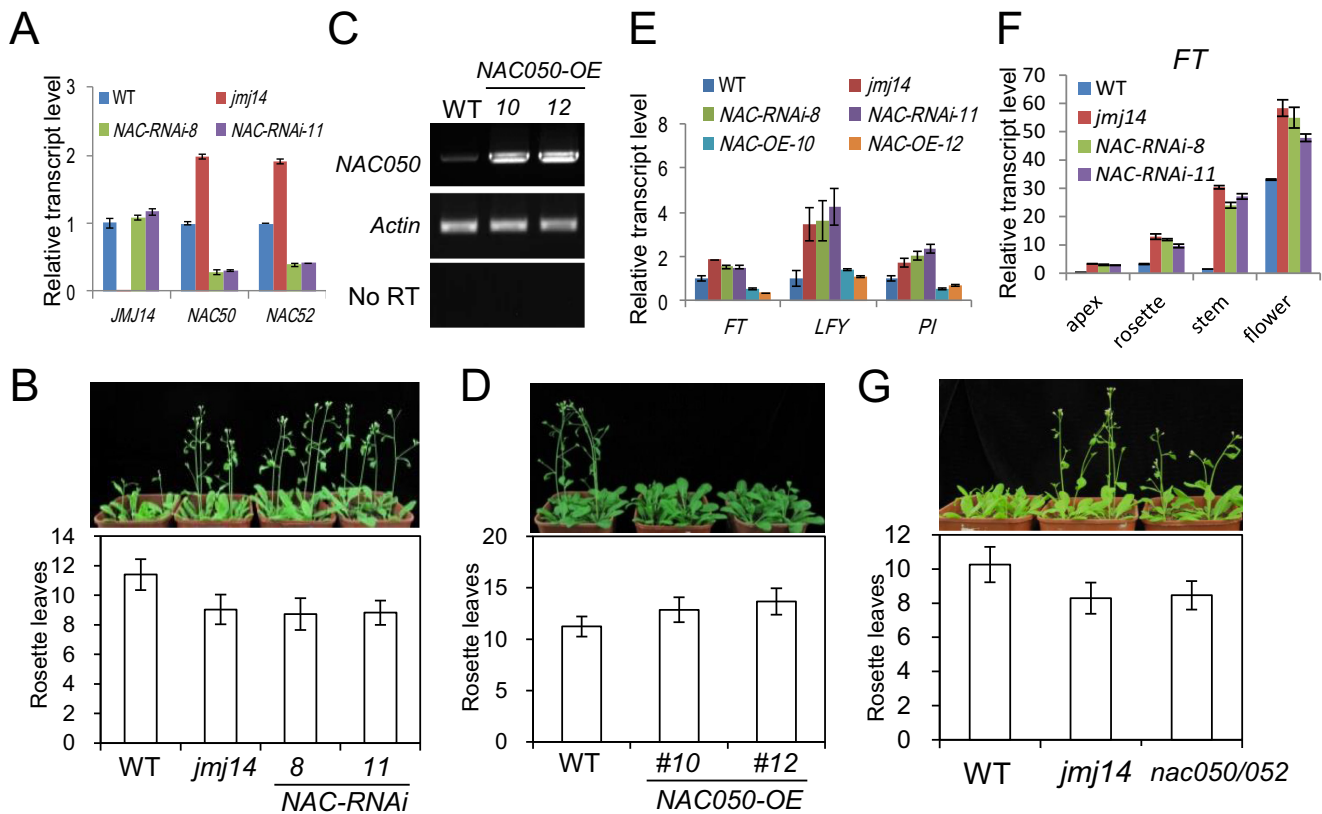 A
Relative transcript level
3
2
1
0
WT
jmj14
NAC-RNAi-8
NAC-RNAi-11
JMJ14
NAC50
NAC52
C
NAC050-OE
WT
10
12
NAC050
Actin
No RT
E
Relative transcript level
8
6
4
2
0
WT
jmj14
NAC-RNAi-8
NAC-RNAi-11
NAC-OE-10
NAC-OE-12
FT
LFY
PI
F
FT
Relative transcript level
70
60
50
40
30
20
10
0
WT
jmj14
NAC-RNAi-8
NAC-RNAi-11
apex
rosette
stem
flower
B
Rosette leaves
14
12
10
8
6
4
2
0
WT
jmj14
8
11
NAC-RNAi
D
Rosette leaves
20
15
10
5
0
WT
#10
#12
NAC050-OE
G
Rosette leaves
12
10
8
6
4
2
0
WT
jmj14
nac050/052